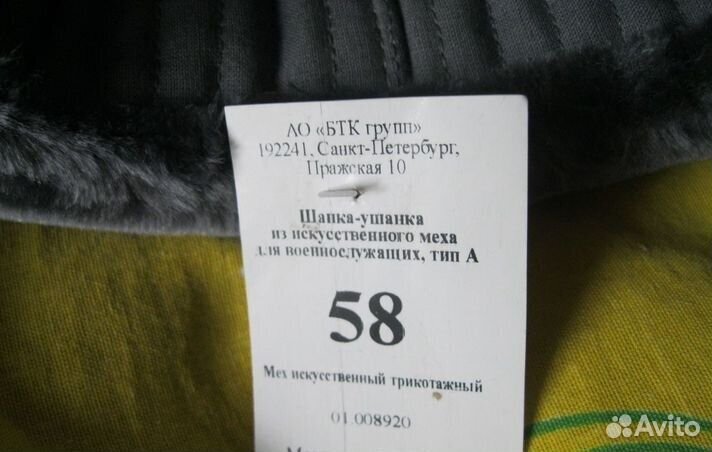 АО «БТК групп»
192241, Санкт-Петербург,
Пражская 10
Шапка-ушанка
из искусственного меха
для военнослужащих, тип А
58
Мех искусственный трикотажный
01.008920
Avito